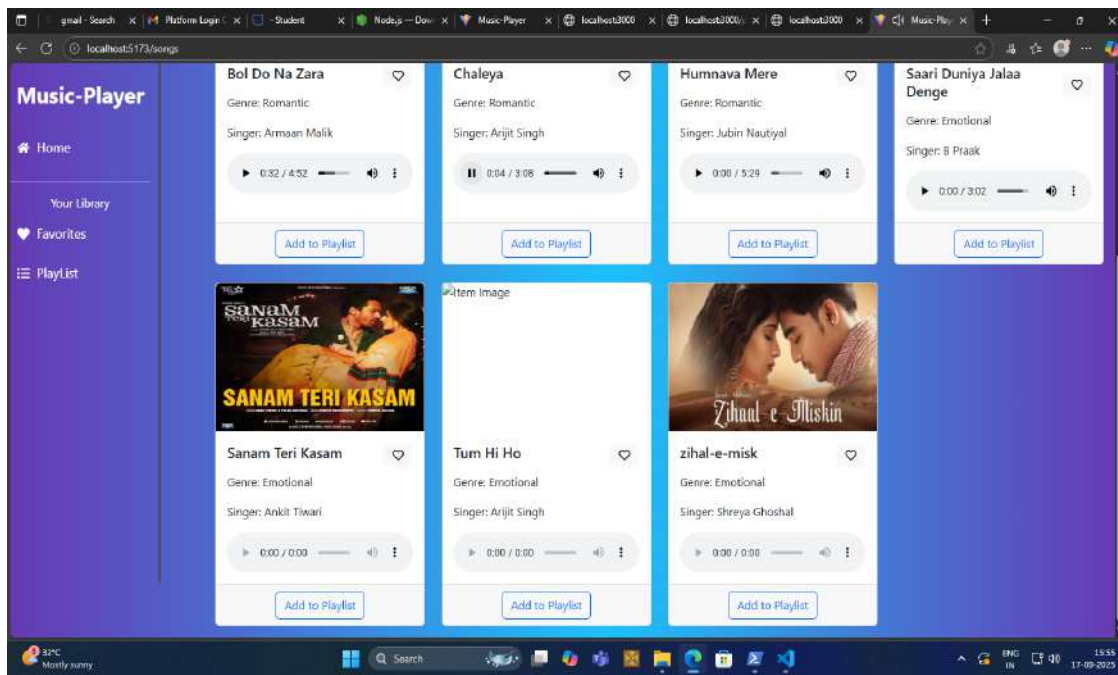 gmail - Search
Platform Login
- Student
Node.js — Dow
Music-Player
localhost:3000
localhost:3000/
localhost:3000
Music-Play
localhost:5173/songs
Music-Player
Home
Your Library
Favorites
PlayList
Bol Do Na Zara
Genre: Romantic
Singer: Armaan Malik
0:32 / 4:52
Add to Playlist
Chaleya
Genre: Romantic
Singer: Arijit Singh
0:04 / 3:08
Add to Playlist
Humnava Mere
Genre: Romantic
Singer: Jubin Nautiyal
0:00 / 5:29
Add to Playlist
Saari Duniya Jalaa
Denge
Genre: Emotional
Singer: B Praak
0:00 / 3:02
Add to Playlist
SANAM
TERI KASAM
SANAM TERI KASAM
Sanam Teri Kasam
Genre: Emotional
Singer: Ankit Tiwari
0:00 / 0:00
Add to Playlist
Item Image
Tum Hi Ho
Genre: Emotional
Singer: Arijit Singh
0:00 / 0:00
Add to Playlist
Zihaal-e-Miskin
zihal-e-misk
Genre: Emotional
Singer: Shreya Ghoshal
0:00 / 0:00
Add to Playlist
32°C
Mostly sunny
Search
ENG
IN
15:55
17-09-2025